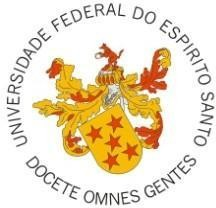 UNIVERSIDADE FEDERAL DO ESPIRITO SANTO
DOCETE OMNES GENTES